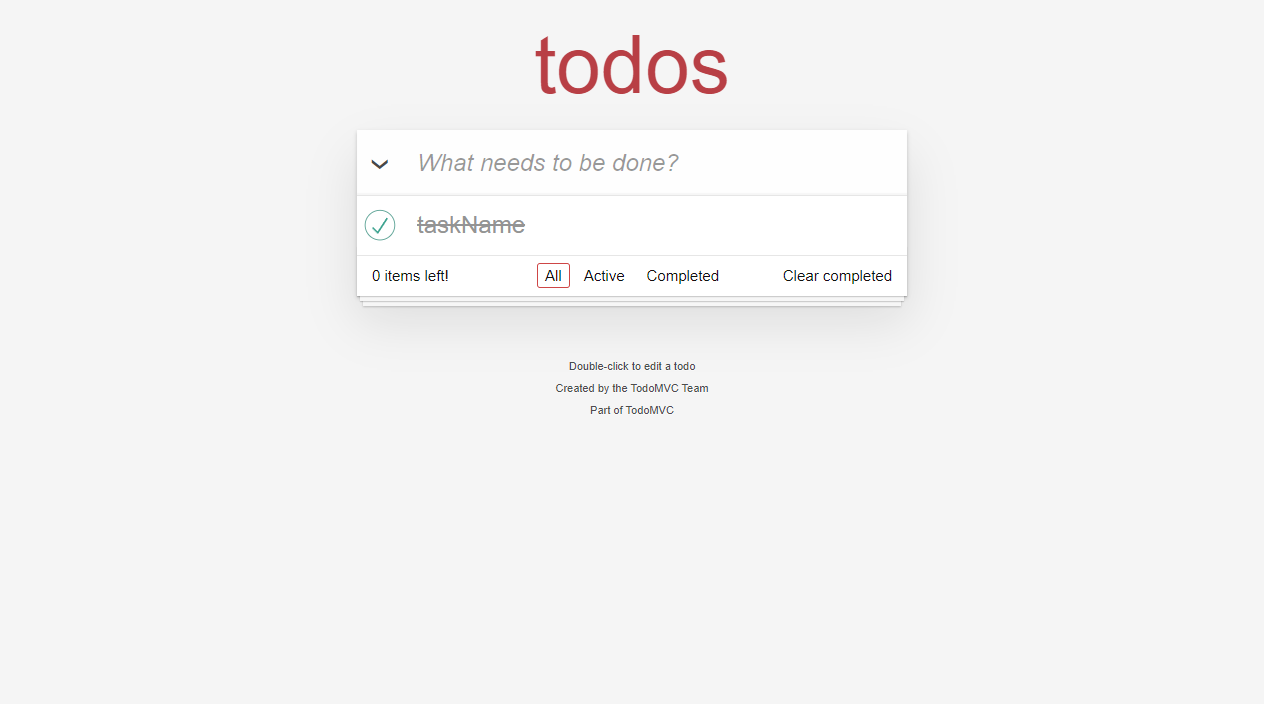 todos
What needs to be done?
taskName
0 items left! All Active Completed Clear completed
Double-click to edit a todo
Created by the TodoMVC Team
Part of TodoMVC